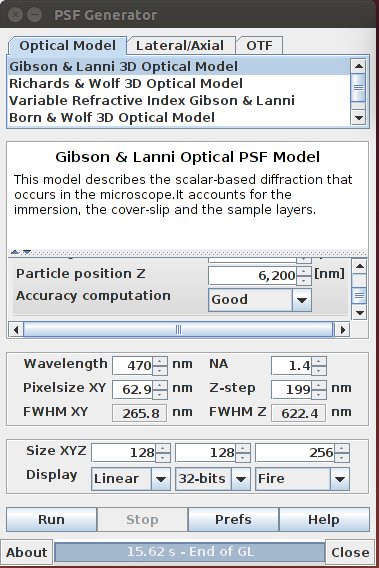 PSF Generator
Optical Model Lateral/Axial OTF
Gibson & Lanni 3D Optical Model
Richards & Wolf 3D Optical Model
Variable Refractive Index Gibson & Lanni
Born & Wolf 3D Optical Model
Gibson & Lanni Optical PSF Model
This model describes the scalar-based diffraction that
occurs in the microscope.It accounts for the
immersion, the cover-slip and the sample layers.
Particle position Z 6,200 [nm]
Accuracy computation Good
Wavelength 470 nm NA 1.4
Pixelsize XY 62.9 nm Z-step 199 nm
FWHM XY 265.8 nm FWHM Z 622.4 nm
Size XYZ 128 128 256
Display Linear 32-bits Fire
Run Stop Prefs Help
About 15.62 s - End of GL Close